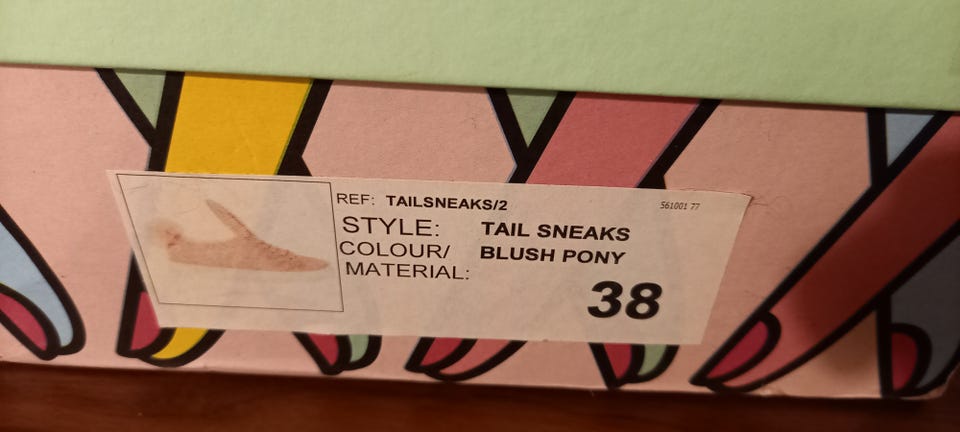 REF: TAILSNEAKS/2
561001 77
STYLE: TAIL SNEAKS
COLOUR/ BLUSH PONY
MATERIAL:
38